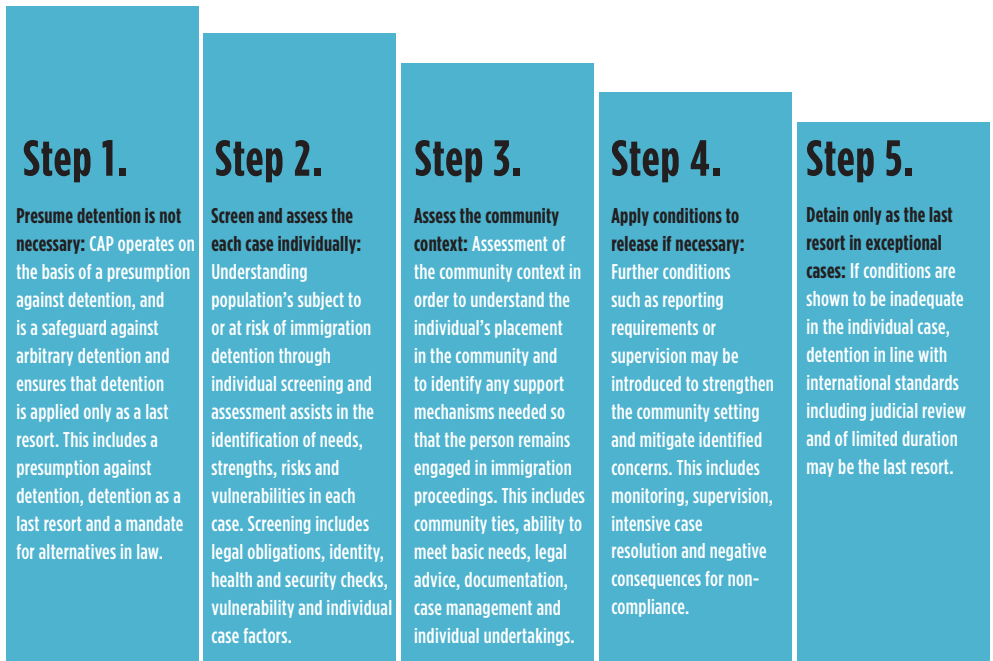 Step 1.
Presume detention is not
necessary: CAP operates on
the basis of a presumption
against detention, and
is a safeguard against
arbitrary detention and
ensures that detention
is applied only as a last
resort. This includes a
presumption against
detention, detention as a
last resort and a mandate
for alternatives in law.
Step 2.
Screen and assess the
each case individually:
Understanding
population’s subject to
or at risk of immigration
detention through
individual screening and
assessment assists in the
identification of needs,
strengths, risks and
vulnerabilities in each
case. Screening includes
legal obligations, identity,
health and security checks,
vulnerability and individual
case factors.
Step 3.
Assess the community
context: Assessment of
the community context in
order to understand the
individual’s placement
in the community and
to identify any support
mechanisms needed so
that the person remains
engaged in immigration
proceedings. This includes
community ties, ability to
meet basic needs, legal
advice, documentation,
case management and
individual undertakings.
Step 4.
Apply conditions to
release if necessary:
Further conditions
such as reporting
requirements or
supervision may be
introduced to strengthen
the community setting
and mitigate identified
concerns. This includes
monitoring, supervision,
intensive case
resolution and negative
consequences for non-
compliance.
Step 5.
Detain only as the last
resort in exceptional
cases: If conditions are
shown to be inadequate
in the individual case,
detention in line with
international standards
including judicial review
and of limited duration
may be the last resort.